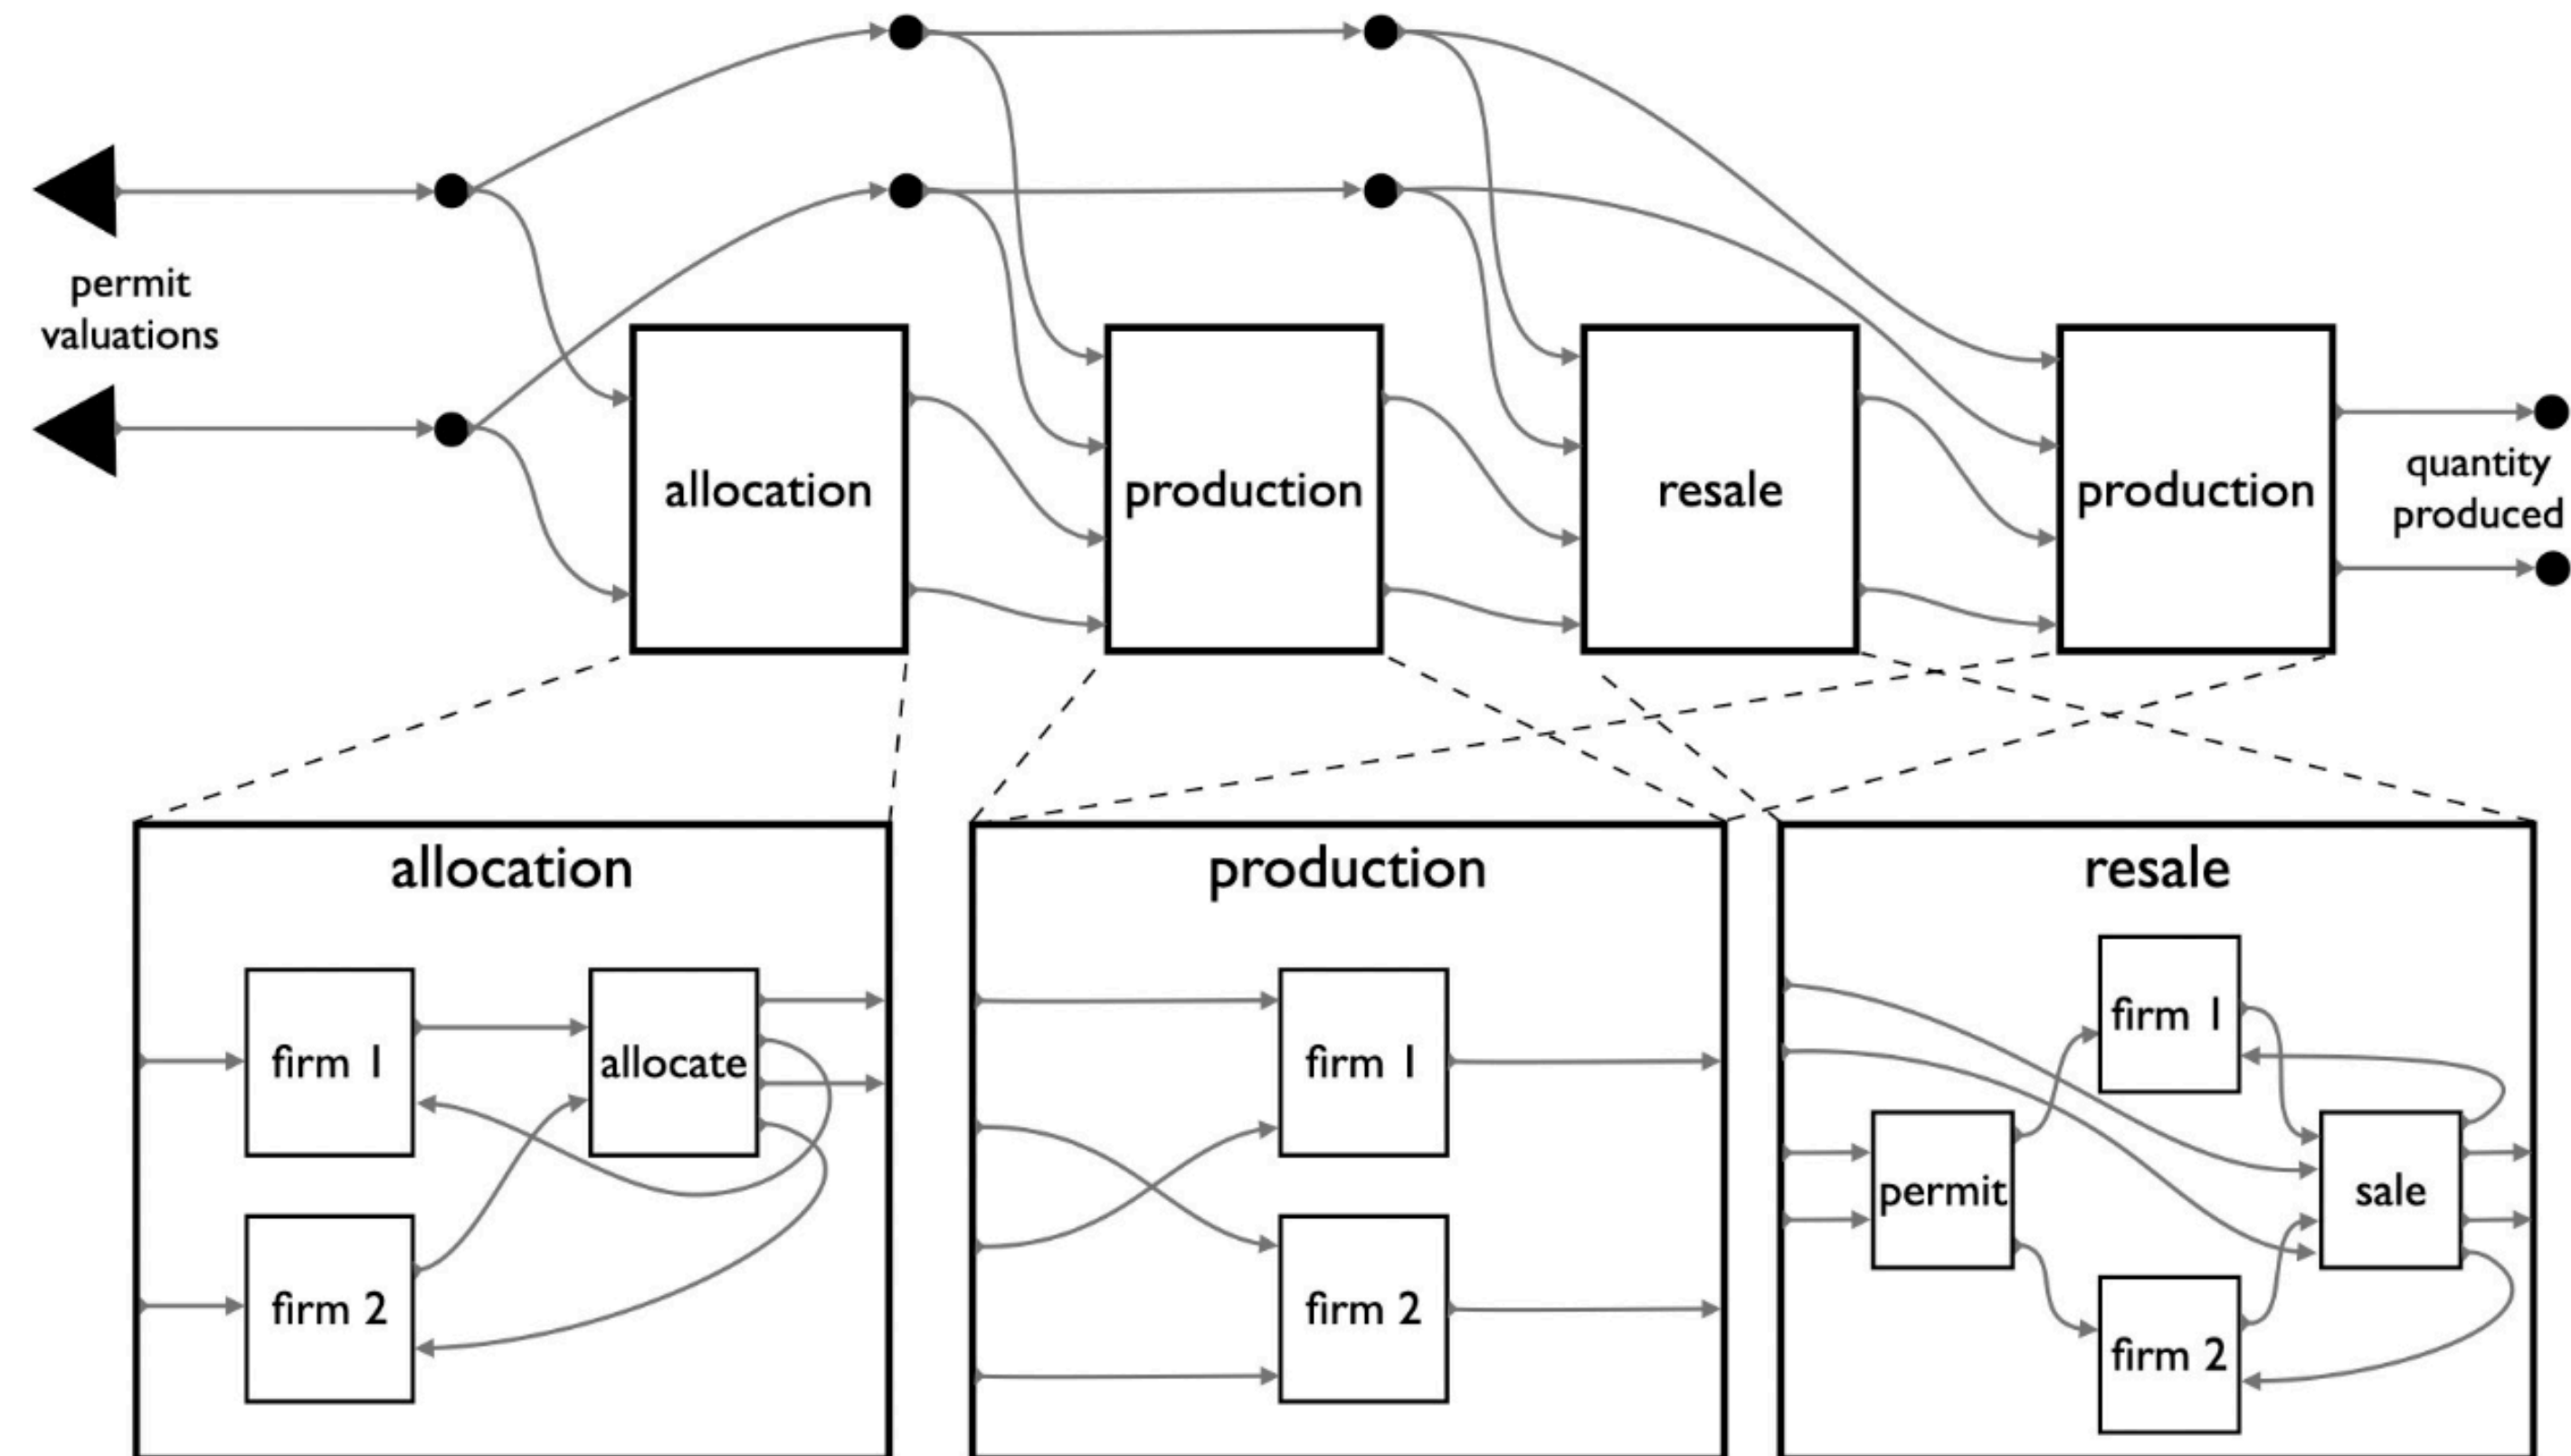 permit
valuations
allocation
production
resale
production
quantity
produced
allocation
firm 1
allocate
firm 2
production
firm 1
firm 2
resale
firm 1
permit
sale
firm 2